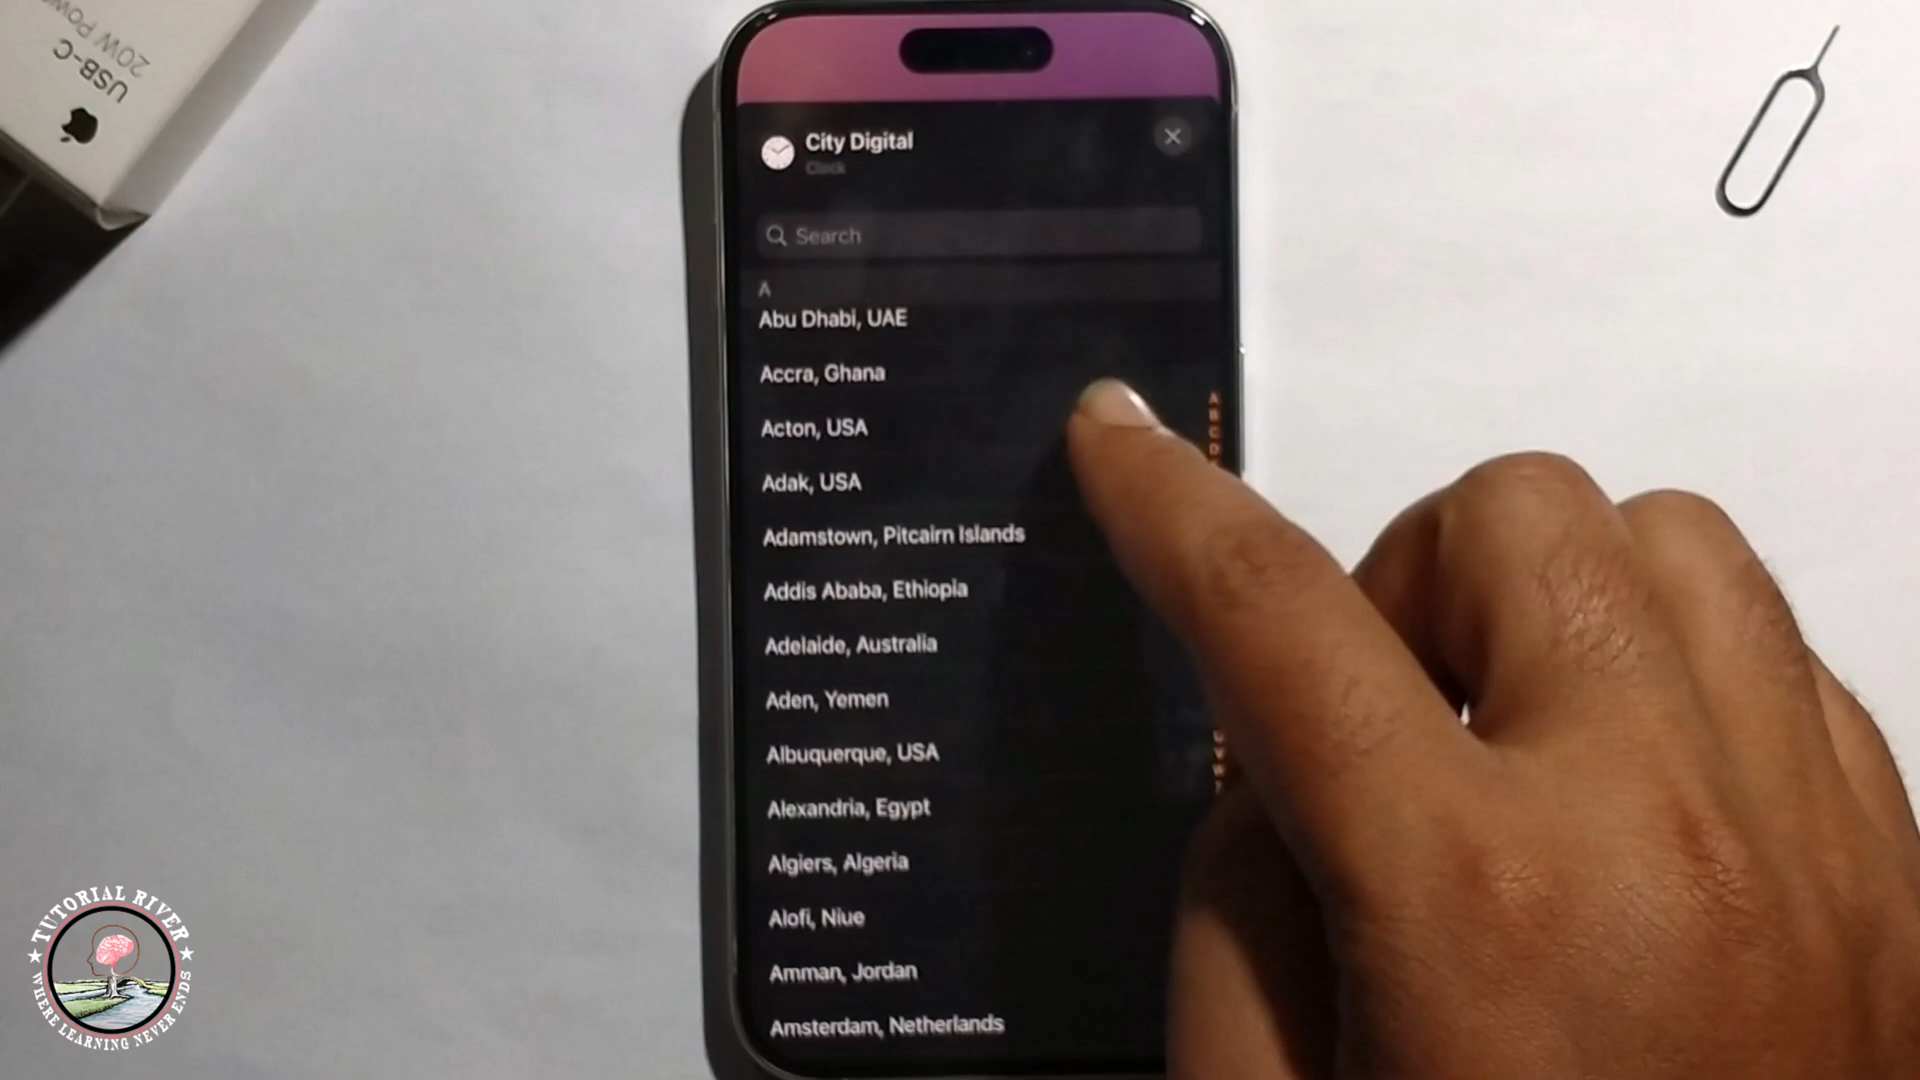 USB-C
20W Pow
City Digital
Clock
Search
A
Abu Dhabi, UAE
Accra, Ghana
Acton, USA
Adak, USA
Adamstown, Pitcairn Islands
Addis Ababa, Ethiopia
Adelaide, Australia
Aden, Yemen
Albuquerque, USA
Alexandria, Egypt
Algiers, Algeria
Alofi, Niue
Amman, Jordan
Amsterdam, Netherlands
A
B
C
D
TUTORIAL RIVER
WHERE LEARNING NEVER ENDS